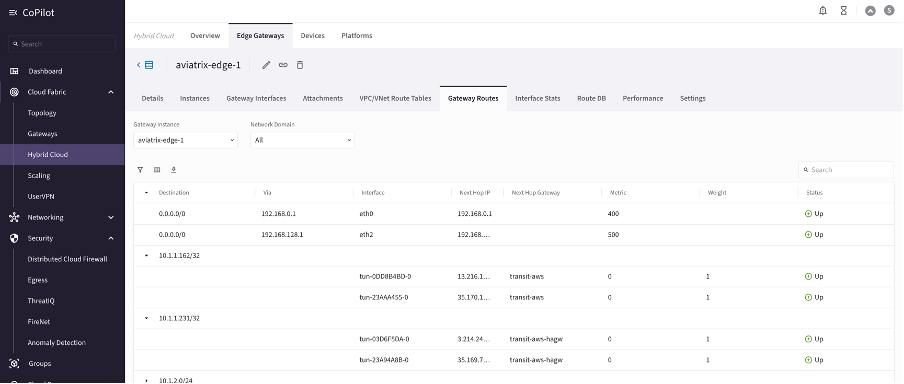 CoPilot
Search
Dashboard
Cloud Fabric
Topology
Gateways
Hybrid Cloud
Scaling
UserVPN
Networking
Security
Distributed Cloud Firewall
Egress
ThreatIQ
FireNet
Anomaly Detection
Groups
S
Hybrid Cloud Overview Edge Gateways Devices Platforms
aviatrix-edge-1
Details Instances Gateway Interfaces Attachments VPC/VNet Route Tables Gateway Routes Interface Stats Route DB Performance Settings
Gateway Instance Network Domain
aviatrix-edge-1 All
Search
Destination Via Interface Next Hop IP Next Hop Gateway Metric Weight Status
0.0.0.0/0 192.168.0.1 eth0 192.168.0.1 400 Up
0.0.0.0/0 192.168.128.1 eth2 192.168.... 500 Up
10.1.1.162/32
tun-0DD8B4BD-0 13.216.1.... transit-aws 0 1 Up
tun-23AAA455-0 35.170.1.... transit-aws 0 1 Up
10.1.1.231/32
tun-03D6F5DA-0 3.214.24.... transit-aws-hagw 0 1 Up
tun-23A94A8B-0 35.169.7.... transit-aws-hagw 0 1 Up
10.1.2.0/24